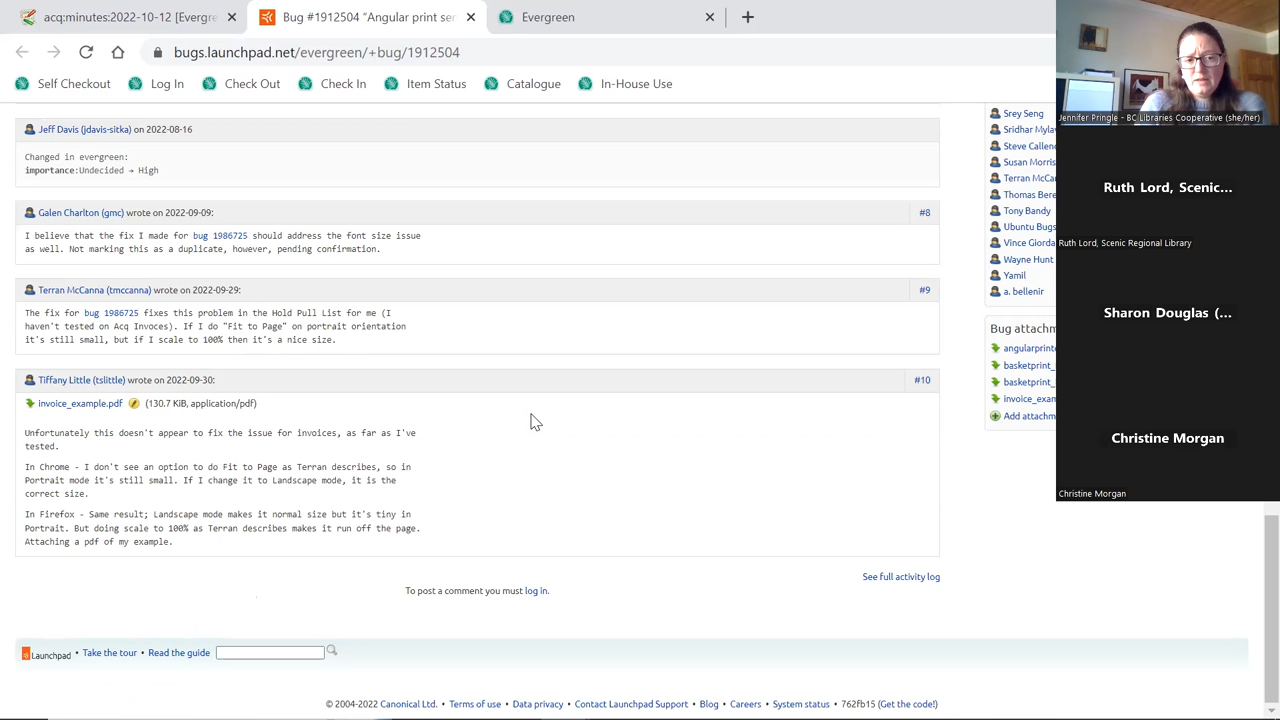 acq:minutes:2022-10-12 [Evergre
Bug #1912504 “Angular print ser
Evergreen
bugs.launchpad.net/evergreen/+bug/1912504
Self Checkout
Log In
Check Out
Check
em Status
Catalogue
In-House Use
Jeff Davis (jdavis-sitka) on 2022-08-16
Changed in evergreen:
importance:Undecided → High
Galen Charlton (gmc) wrote on 2022-09-09:
#8
I believe that the fix I made for bug 1986725 should address the font size issue
as well. Not marking this as a duplicate, however, pending confirmation.
Terran McCanna (tmccanna) wrote on 2022-09-29:
#9
The fix for bug 1986725 fixes this problem in the Hold Pull List for me (I
haven't tested on Acq Invoces). If I do "Fit to Page" on portrait orientation
it's still small, but if I scale to 100% then it's a nice size.
Tiffany Little (tslittle) wrote on 2022-09-30:
#10
invoice_example.pdf (130.7 KiB application/pdf)
Unfortunately this doesn't appear to fix the issue for invoices, as far as I've
tested.
In Chrome - I don't see an option to do Fit to Page as Terran describes, so in
Portrait mode it's still small. If I change it to Landscape mode, it is the
correct size.
In Firefox - Same result; Landscape mode makes it normal size but it's tiny in
Portrait. But doing scale to 100% as Terran describes makes it run off the page.
Attaching a pdf of my example.
See full activity log
To post a comment you must log in.
Launchpad • Take the tour • Read the guide
© 2004-2022 Canonical Ltd. • Terms of use • Data privacy • Contact Launchpad Support • Blog • Careers • System status • 762fb15 (Get the code!)
Srey Seng
Sridhar Myla
Steve Callen
Susan Morris
Terran McCa
Thomas Bere
Tony Bandy
Ubuntu Bugs
Vince Giorda
Wayne Hunt
Yamil
a. bellenir
Bug attachm
angularprint
basketprint_
basketprint_
invoice_exam
Add attachm
Jennifer Pringle - BC Libraries Cooperative (she/her)
Ruth Lord, Scenic...
Ruth Lord, Scenic Regional Library
Sharon Douglas (...
Christine Morgan
Christine Morgan